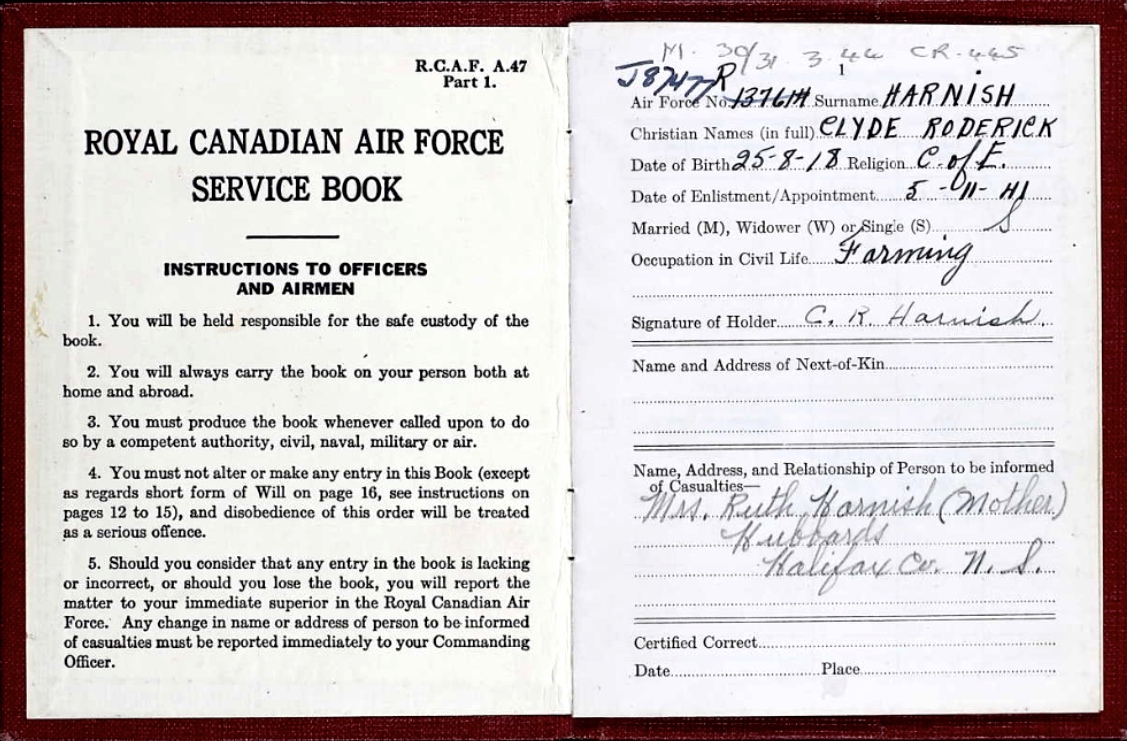 R.C.A.F. A.47
Part 1.
ROYAL CANADIAN AIR FORCE
SERVICE BOOK
INSTRUCTIONS TO OFFICERS
AND AIRMEN
1. You will be held responsible for the safe custody of the
book.
2. You will always carry the book on your person both at
home and abroad.
3. You must produce the book whenever called upon to do
so by a competent authority, civil, naval, military or air.
4. You must not alter or make any entry in this Book (except
as regards short form of Will on page 16, see instructions on
pages 12 to 15), and disobedience of this order will be treated
as a serious offence.
5. Should you consider that any entry in the book is lacking
or incorrect, or should you lose the book, you will report the
matter to your immediate superior in the Royal Canadian Air
Force. Any change in name or address of person to be informed
of casualties must be reported immediately to your Commanding
Officer.
M. 30/31 3.44 CR-445
1
Air Force No. Surname HARNISH
Christian Names (in full) CLYDE RODERICK
Date of Birth 25-8-18 Religion C. of E.
Date of Enlistment/Appointment 5-11-41
Married (M), Widower (W) or Single (S) S
Occupation in Civil Life Farming
Signature of Holder C. R. Harnish.
Name and Address of Next-of-Kin
Name, Address, and Relationship of Person to be informed
of Casualties—
Mrs. Ruth Harnish (Mother)
Hubbards
Halifax Co. N. S.
Certified Correct
Date Place